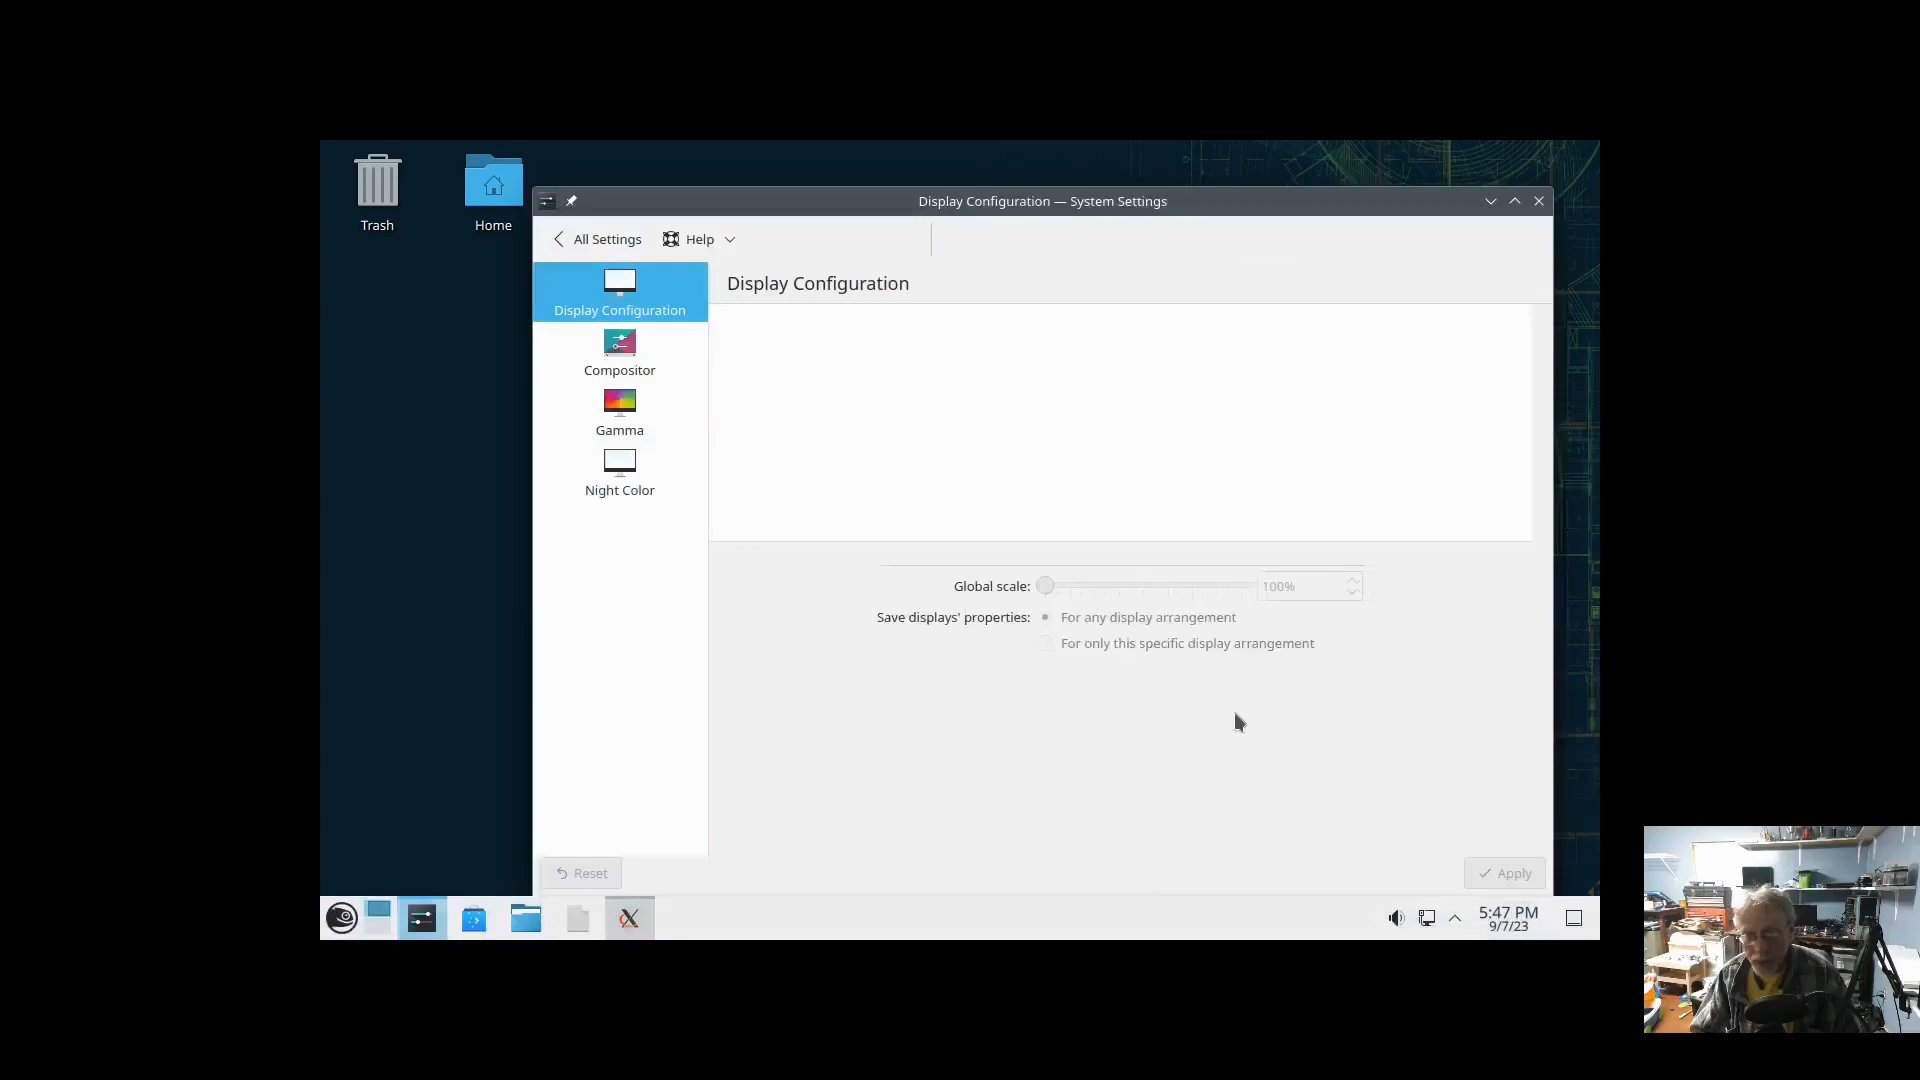 Trash
Home
Display Configuration — System Settings
All Settings
Help
Display Configuration
Display Configuration
Compositor
Gamma
Night Color
Global scale:
100%
Save displays' properties:
For any display arrangement
For only this specific display arrangement
Reset
Apply
5:47 PM
9/7/23